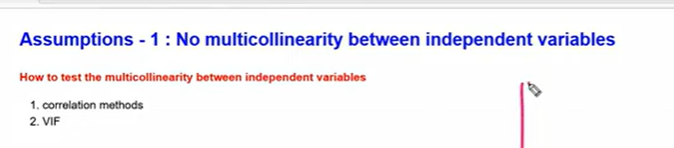 Assumptions - 1 : No multicollinearity between independent variables
How to test the multicollinearity between independent variables
1. correlation methods
2. VIF